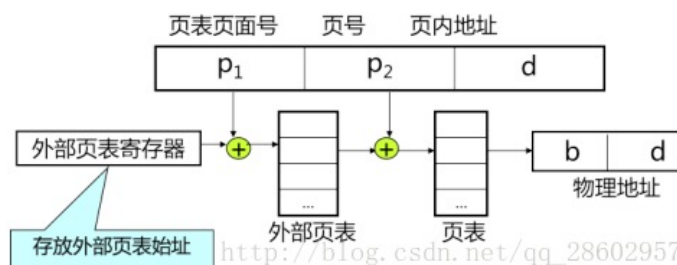 页表页面号 页号 页内地址
p₁ p₂ d
外部页表寄存器
...
...
b d
物理地址
外部页表
页表
存放外部页表始址
http://blog.csdn.net/qq_28602957